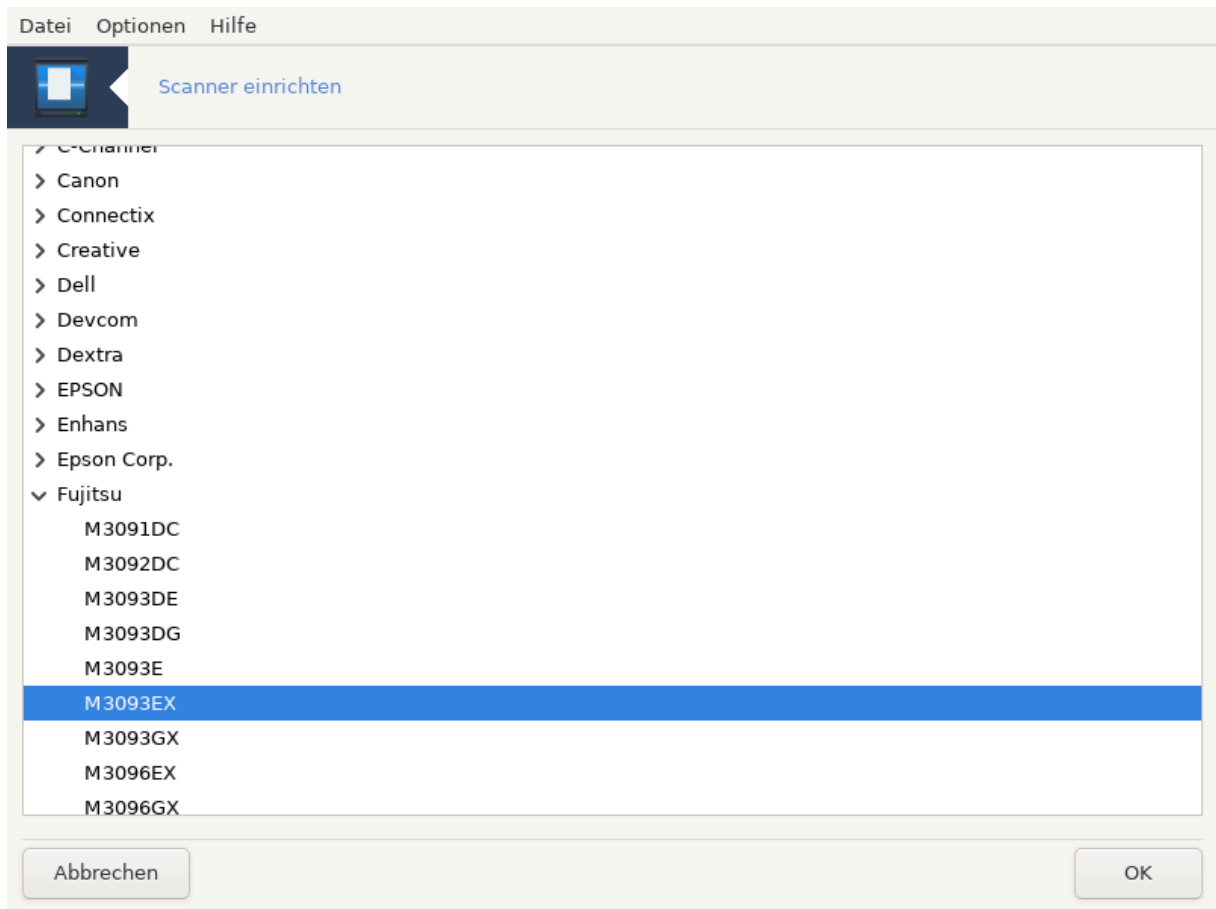 Datei Optionen Hilfe
Scanner einrichten
C-Channel
Canon
Connectix
Creative
Dell
Devcom
Dextra
EPSON
Enhans
Epson Corp.
Fujitsu
M3091DC
M3092DC
M3093DE
M3093DG
M3093E
M3093EX
M3093GX
M3096EX
M3096GX
Abbrechen OK